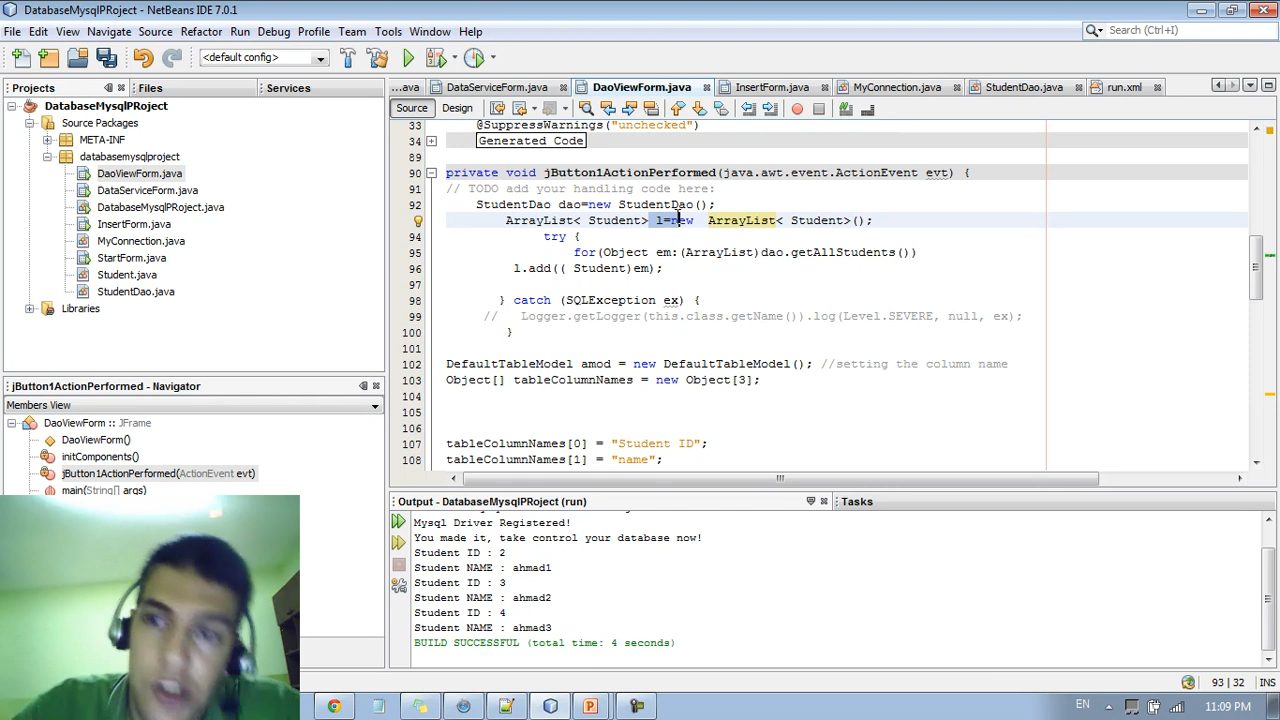 DatabaseMysqlPRoject - NetBeans IDE 7.0.1
File Edit View Navigate Source Refactor Run Debug Profile Team Tools Window Help
Search (Ctrl+I)
<default config>
Projects Files Services
...ava DataServiceForm.java DaoViewForm.java InsertForm.java MyConnection.java StudentDao.java run.xml
Source Design
DatabaseMysqlPRoject
Source Packages
META-INF
databasemysqlproject
DaoViewForm.java
DataServiceForm.java
DatabaseMysqlPRoject.java
InsertForm.java
MyConnection.java
StartForm.java
Student.java
StudentDao.java
Libraries
33 @SuppressWarnings("unchecked")
34 Generated Code
89
90 private void jButton1ActionPerformed(java.awt.event.ActionEvent evt) {
91 // TODO add your handling code here:
92 StudentDao dao=new StudentDao();
ArrayList< Student> l=new ArrayList< Student>();
94 try {
95 for(Object em:(ArrayList)dao.getAllStudents())
96 l.add(( Student)em);
97
98 } catch (SQLException ex) {
99 // Logger.getLogger(this.class.getName()).log(Level.SEVERE, null, ex);
100 }
101
102 DefaultTableModel amod = new DefaultTableModel(); //setting the column name
103 Object[] tableColumnNames = new Object[3];
104
105
106
107 tableColumnNames[0] = "Student ID";
108 tableColumnNames[1] = "name";
jButton1ActionPerformed - Navigator
Members View
DaoViewForm :: JFrame
DaoViewForm()
initComponents()
jButton1ActionPerformed(ActionEvent evt)
main(String[] args)
Output - DatabaseMysqlPRoject (run) Tasks
Mysql Driver Registered!
You made it, take control your database now!
Student ID : 2
Student NAME : ahmad1
Student ID : 3
Student NAME : ahmad2
Student ID : 4
Student NAME : ahmad3
BUILD SUCCESSFUL (total time: 4 seconds)
93 | 32 INS
EN 11:09 PM